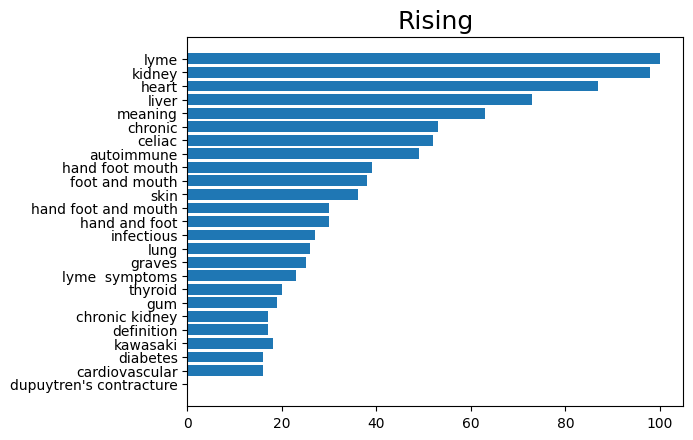 Rising
lyme
kidney
heart
liver
meaning
chronic
celiac
autoimmune
hand foot mouth
foot and mouth
skin
hand foot and mouth
hand and foot
infectious
lung
graves
lyme  symptoms
thyroid
gum
chronic kidney
definition
kawasaki
diabetes
cardiovascular
dupuytren's contracture
0 20 40 60 80 100